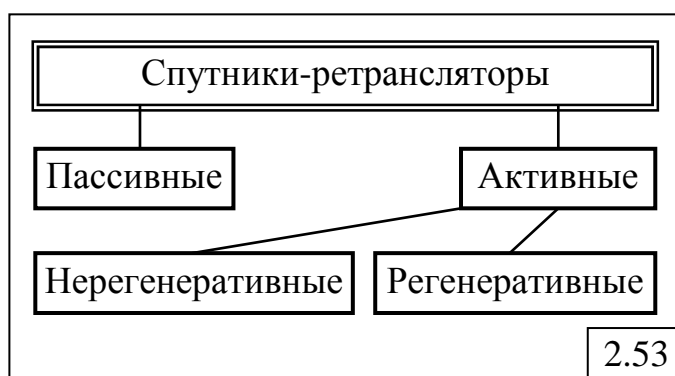 Спутники-ретрансляторы
Пассивные Активные
Нерегенеративные Регенеративные
2.53